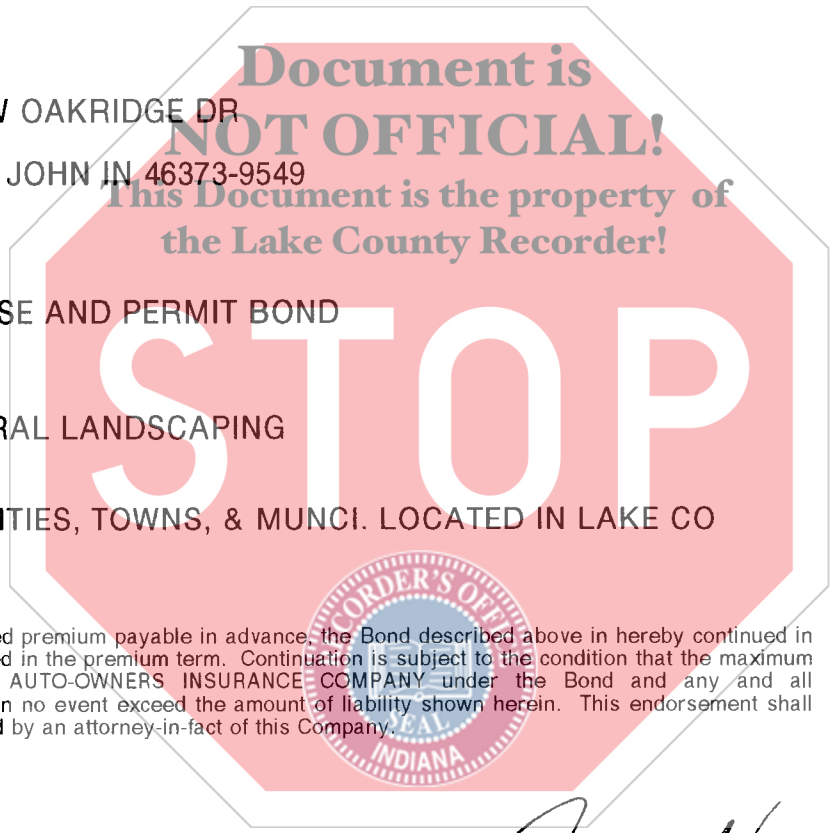 Document is
W OAKRIDGE DR
NOT OFFICIAL!
JOHN IN 46373-9549
This Document is the property of
the Lake County Recorder!
SE AND PERMIT BOND
STOP
RAL LANDSCAPING
ITIES, TOWNS, & MUNCI. LOCATED IN LAKE CO
RECORDER'S OFFICE
ed premium payable in advance, the Bond described above in hereby continued in
d in the premium term. Continuation is subject to the condition that the maximum
AUTO-OWNERS INSURANCE COMPANY under the Bond and any and all
n no event exceed the amount of liability shown herein. This endorsement shall
d by an attorney-in-fact of this Company.
SEAL
INDIANA